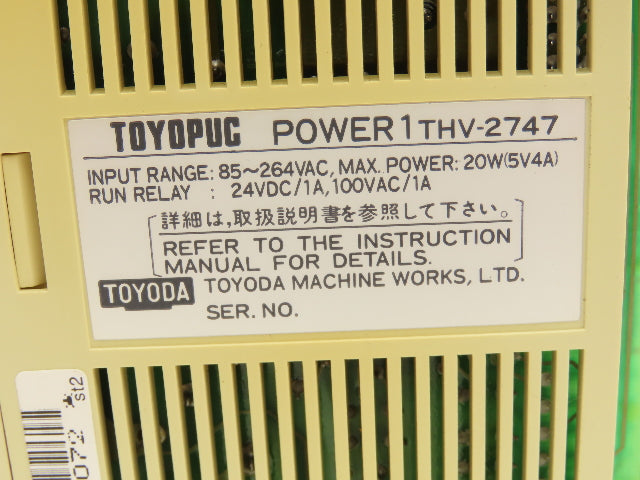 TOYOPUC POWER1 THV-2747
INPUT RANGE: 85~264VAC, MAX. POWER: 20W(5V4A)
RUN RELAY : 24VDC/1A, 100VAC/1A
詳細は,取扱説明書を参照して下さい。
REFER TO THE INSTRUCTION
MANUAL FOR DETAILS.
TOYODA TOYODA MACHINE WORKS, LTD.
SER. NO.
st2
072